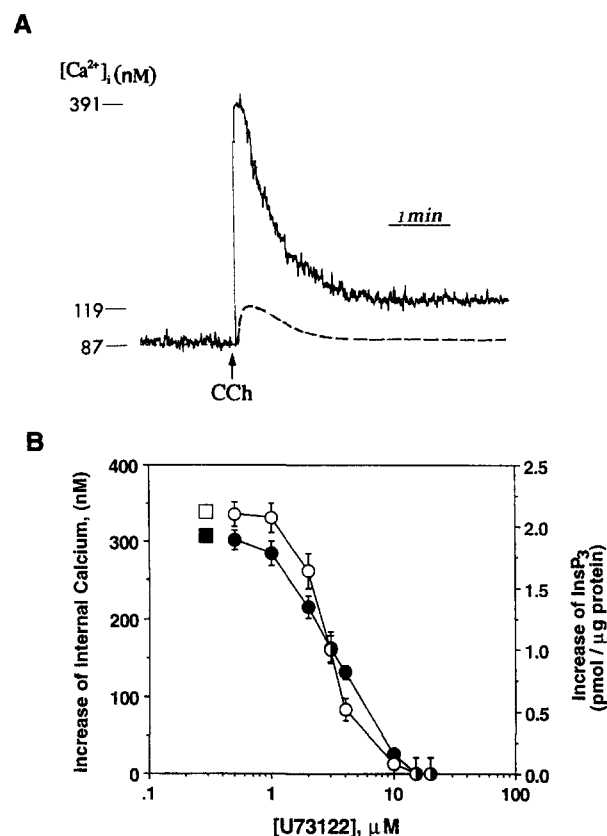 A
[Ca²⁺]ᵢ (nM)
391
1 min
119
87
CCh
B
400
300
200
100
0
Increase of Internal Calcium, (nM)
2.5
2.0
1.5
1.0
0.5
0.0
Increase of InsP₃
(pmol / μg protein)
.1
1
10
100
[U73122], μM